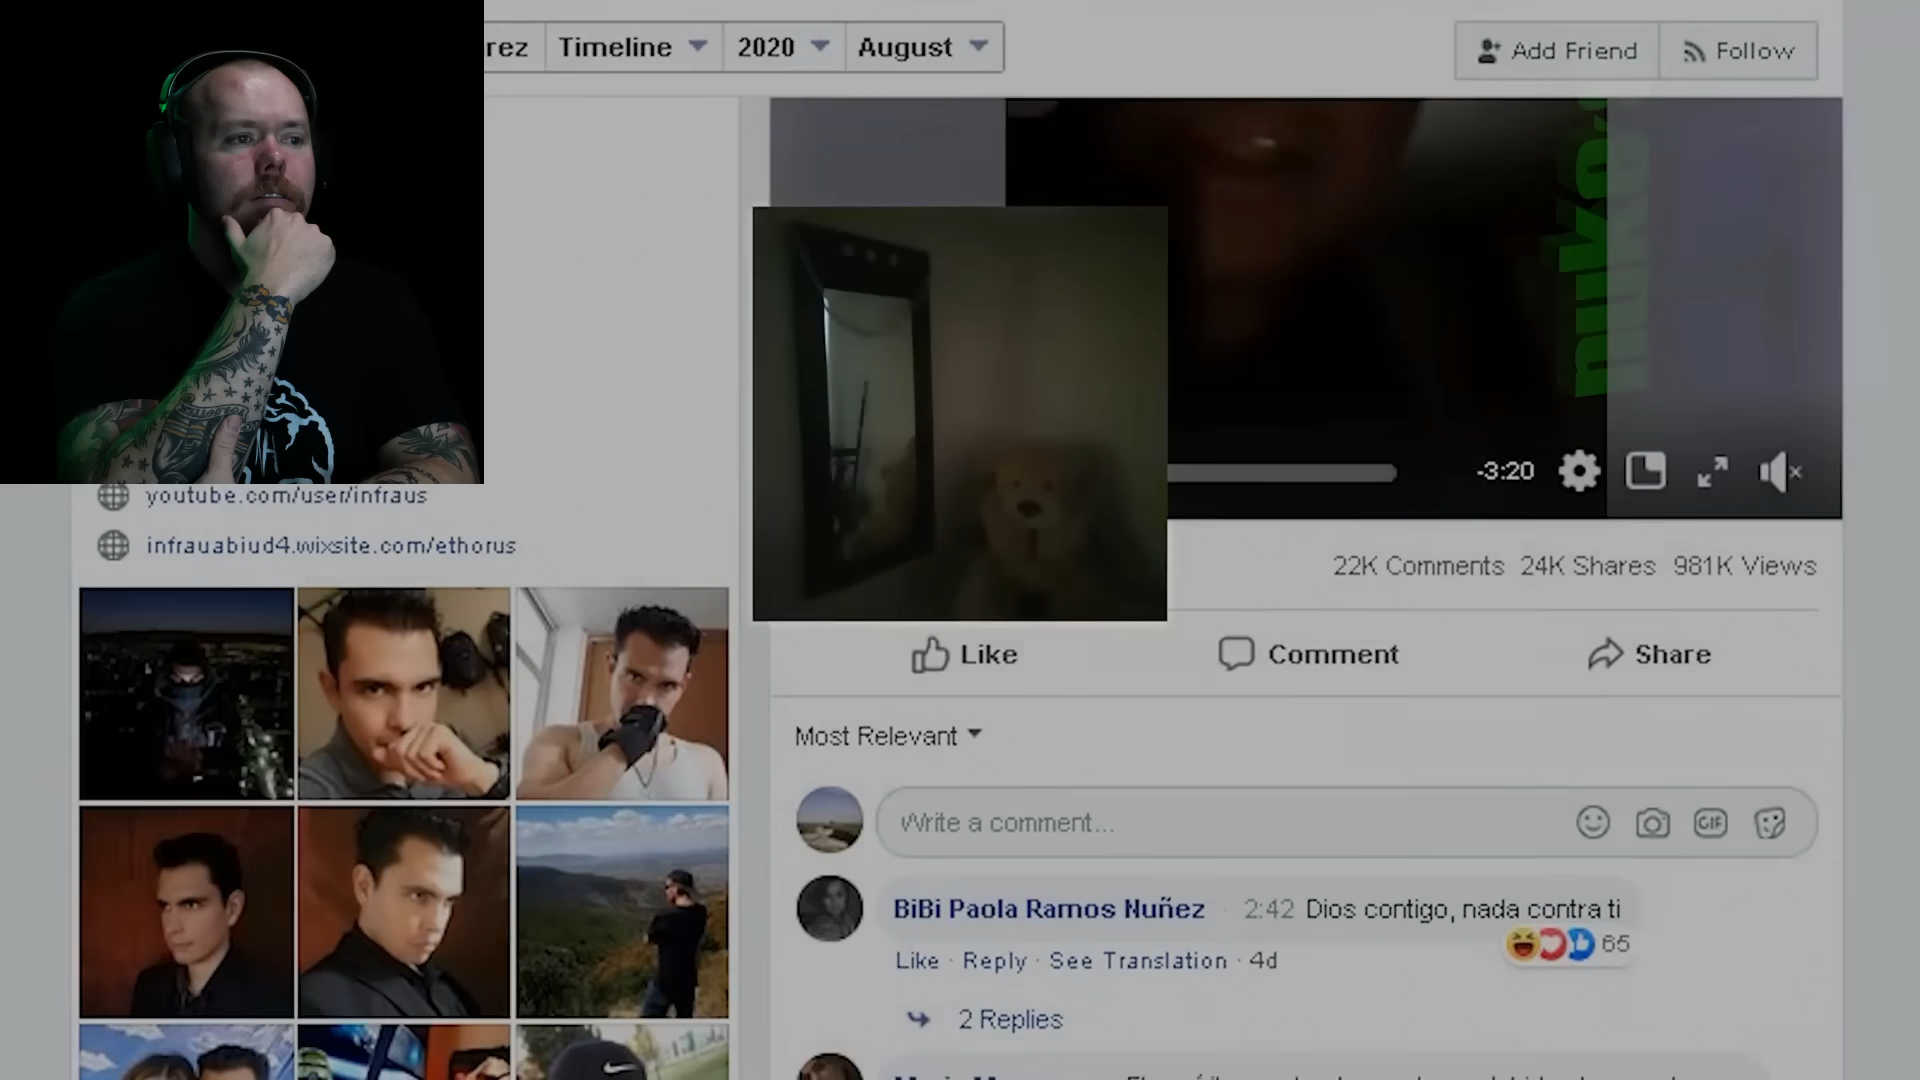 rez Timeline 2020 August
Add Friend Follow
nuke
-3:20
youtube.com/user/infraus
infrauabiud4.wixsite.com/ethorus
22K Comments 24K Shares 981K Views
Like Comment Share
Most Relevant
Write a comment...
GIF
BiBi Paola Ramos Nuñez · 2:42 Dios contigo, nada contra ti
65
Like · Reply · See Translation · 4d
2 Replies